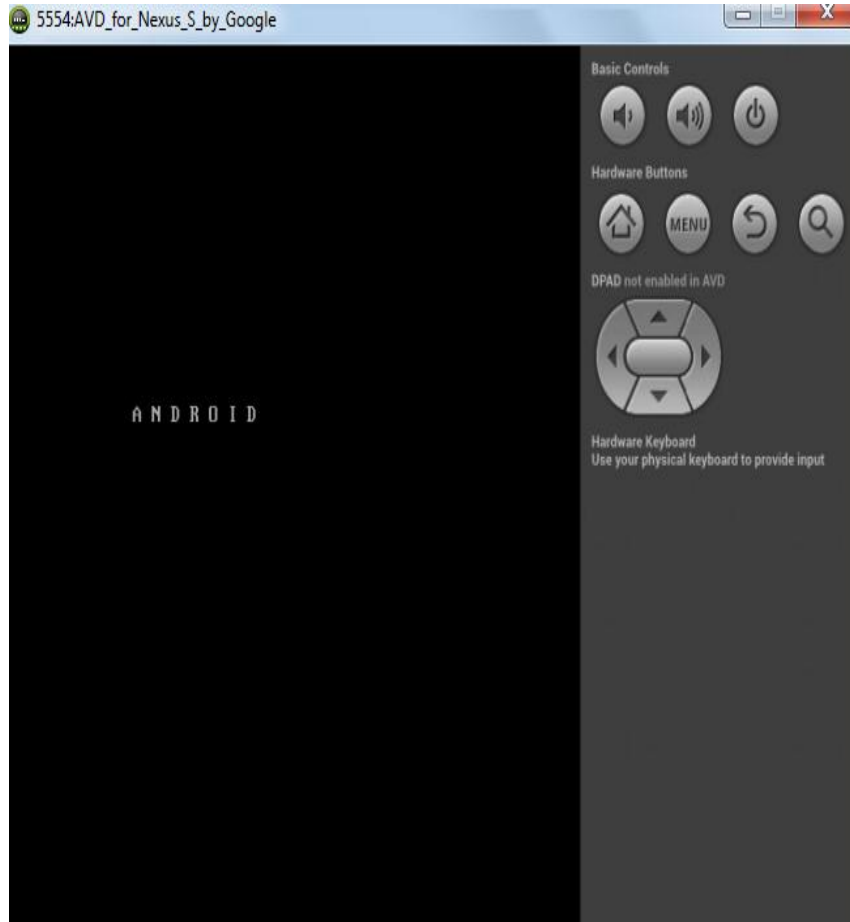 5554:AVD_for_Nexus_S_by_Google
X
Basic Controls
Hardware Buttons
MENU
DPAD not enabled in AVD
A N D R O I D
Hardware Keyboard
Use your physical keyboard to provide input